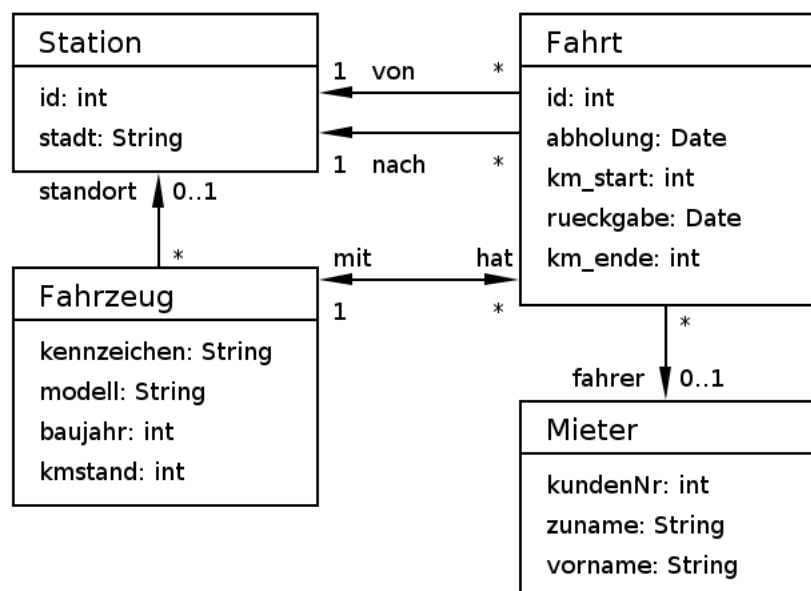 Station
id: int
stadt: String
1 von *
1 nach *
Fahrt
id: int
abholung: Date
km_start: int
rueckgabe: Date
km_ende: int
standort 0..1
*
mit hat
1 *
Fahrzeug
kennzeichen: String
modell: String
baujahr: int
kmstand: int
*
fahrer 0..1
Mieter
kundenNr: int
zuname: String
vorname: String